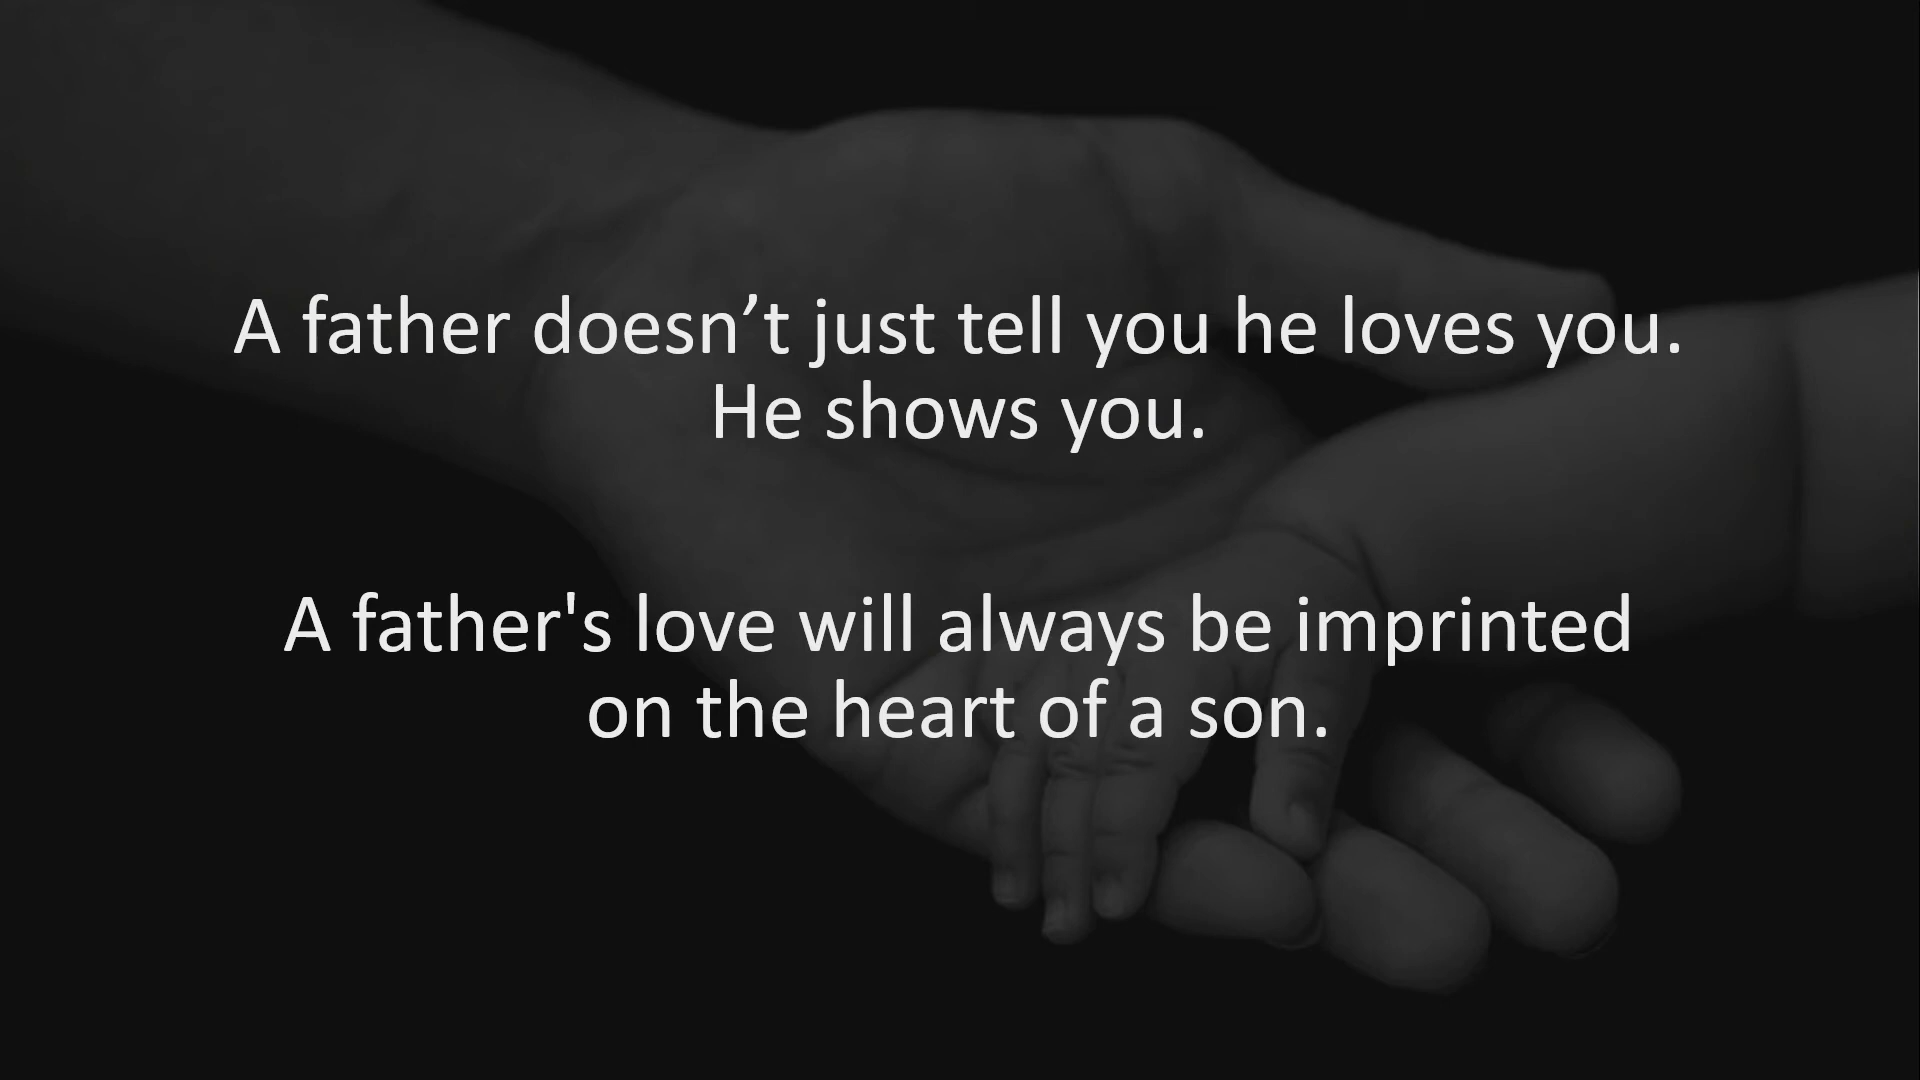 A father doesn’t just tell you he loves you.
He shows you.
A father's love will always be imprinted
on the heart of a son.